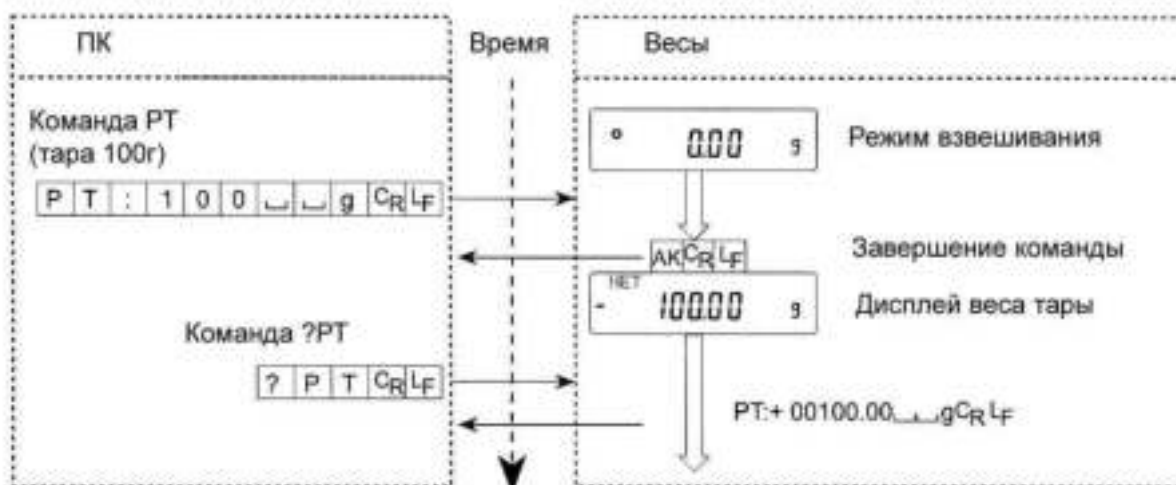 ПК
Время
Весы
Команда PT
(тара 100г)
P T : 1 0 0 ␣ ␣ g CR LF
0.00 g
Режим взвешивания
AK CR LF
Завершение команды
NET
- 100.00 g
Дисплей веса тары
Команда ?PT
? P T CR LF
PT:+ 00100.00␣␣gCR LF